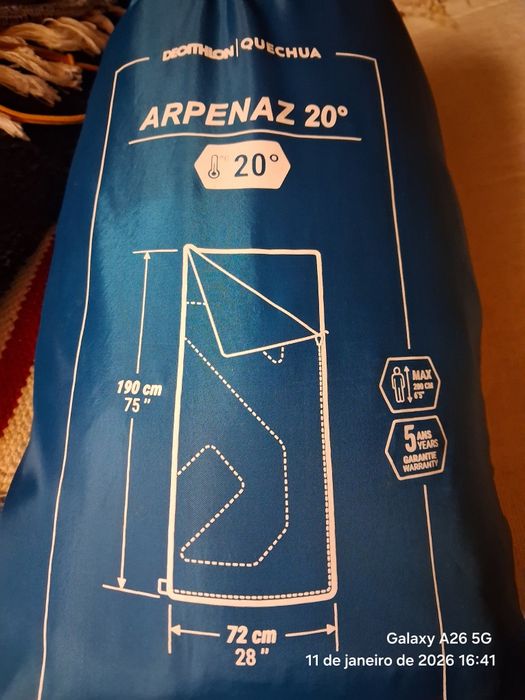 DECATHLON | QUECHUA
ARPENAZ 20°
20°
190 cm
75"
MAX
200 CM
6'5"
5 ANS
YEARS
GARANTIE
WARRANTY
72 cm
28"
Galaxy A26 5G
11 de janeiro de 2026 16:41